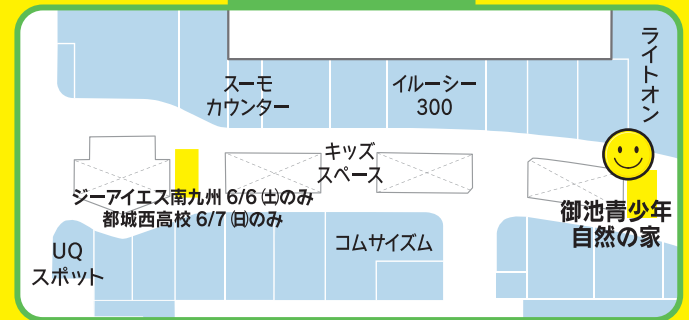 ライトオン
スーモ
カウンター
イルーシー
300
キッズ
スペース
ジーアイエス南九州 6/6㈯のみ
都城西高校 6/7㈰のみ
御池青少年
自然の家
UQ
スポット
コムサイズム